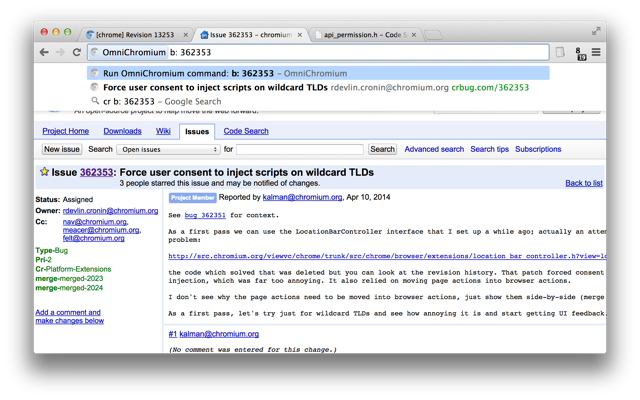 [chrome] Revision 13253
Issue 362353 - chromium
api_permission.h - Code S
OmniChromium b: 362353
8
19
Run OmniChromium command: b: 362353 - OmniChromium
Force user consent to inject scripts on wildcard TLDs rdevlin.cronin@chromium.org crbug.com/362353
cr b: 362353 - Google Search
An open-source project to help move the web forward.
Project Home Downloads Wiki Issues Code Search
New issue Search Open issues for Search Advanced search Search tips Subscriptions
Issue 362353: Force user consent to inject scripts on wildcard TLDs
3 people starred this issue and may be notified of changes.
Back to list
Status: Assigned
Owner: rdevlin.cronin@chromium.org
Cc: nav@chromium.org,
meacer@chromium.org,
felt@chromium.org
Type-Bug
Pri-2
Cr-Platform-Extensions
merge-merged-2023
merge-merged-2024
Add a comment and
make changes below
Project Member Reported by kalman@chromium.org, Apr 10, 2014
See bug 362351 for context.
As a first pass we can use the LocationBarController interface that I set up a while ago; actually an atte
problem:
http://src.chromium.org/viewvc/chrome/trunk/src/chrome/browser/extensions/location_bar_controller.h?view=lo
the code which solved that was deleted but you can look at the revision history. That patch forced consent
injection, which was far too annoying. It also relied on moving page actions into browser actions.
I don't see why the page actions need to be moved into browser actions, just show them side-by-side (merge
As a first pass, let's try just for wildcard TLDs and see how annoying it is and start getting UI feedback.
#1 kalman@chromium.org
(No comment was entered for this change.)